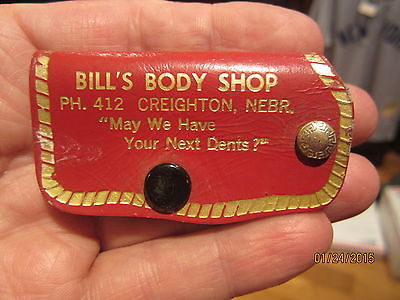 BILL'S BODY SHOP
PH. 412 CREIGHTON, NEBR.
"May We Have
Your Next Dents?"
01/24/2015